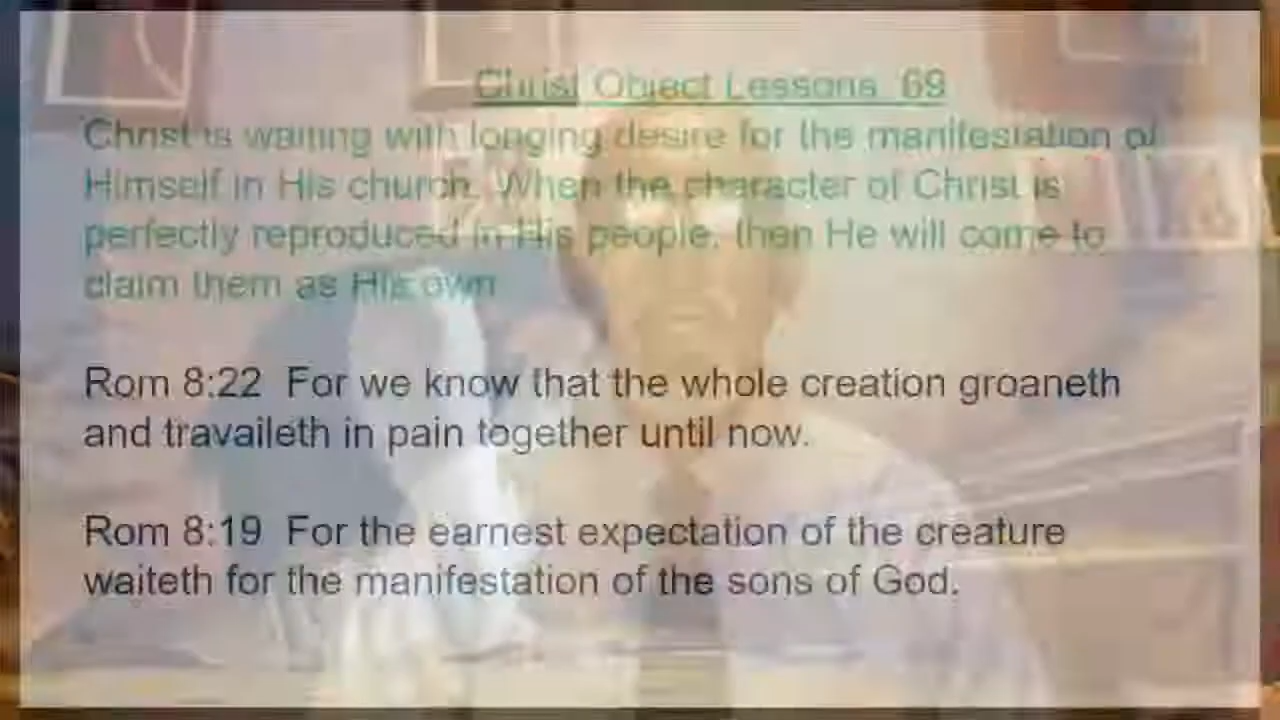 Christ Object Lessons 69
Christ is waiting with longing desire for the manifestation of
Himself in His church. When the character of Christ is
perfectly reproduced in His people, then He will come to
claim them as His own
Rom 8:22 For we know that the whole creation groaneth
and travaileth in pain together until now.
Rom 8:19 For the earnest expectation of the creature
waiteth for the manifestation of the sons of God.